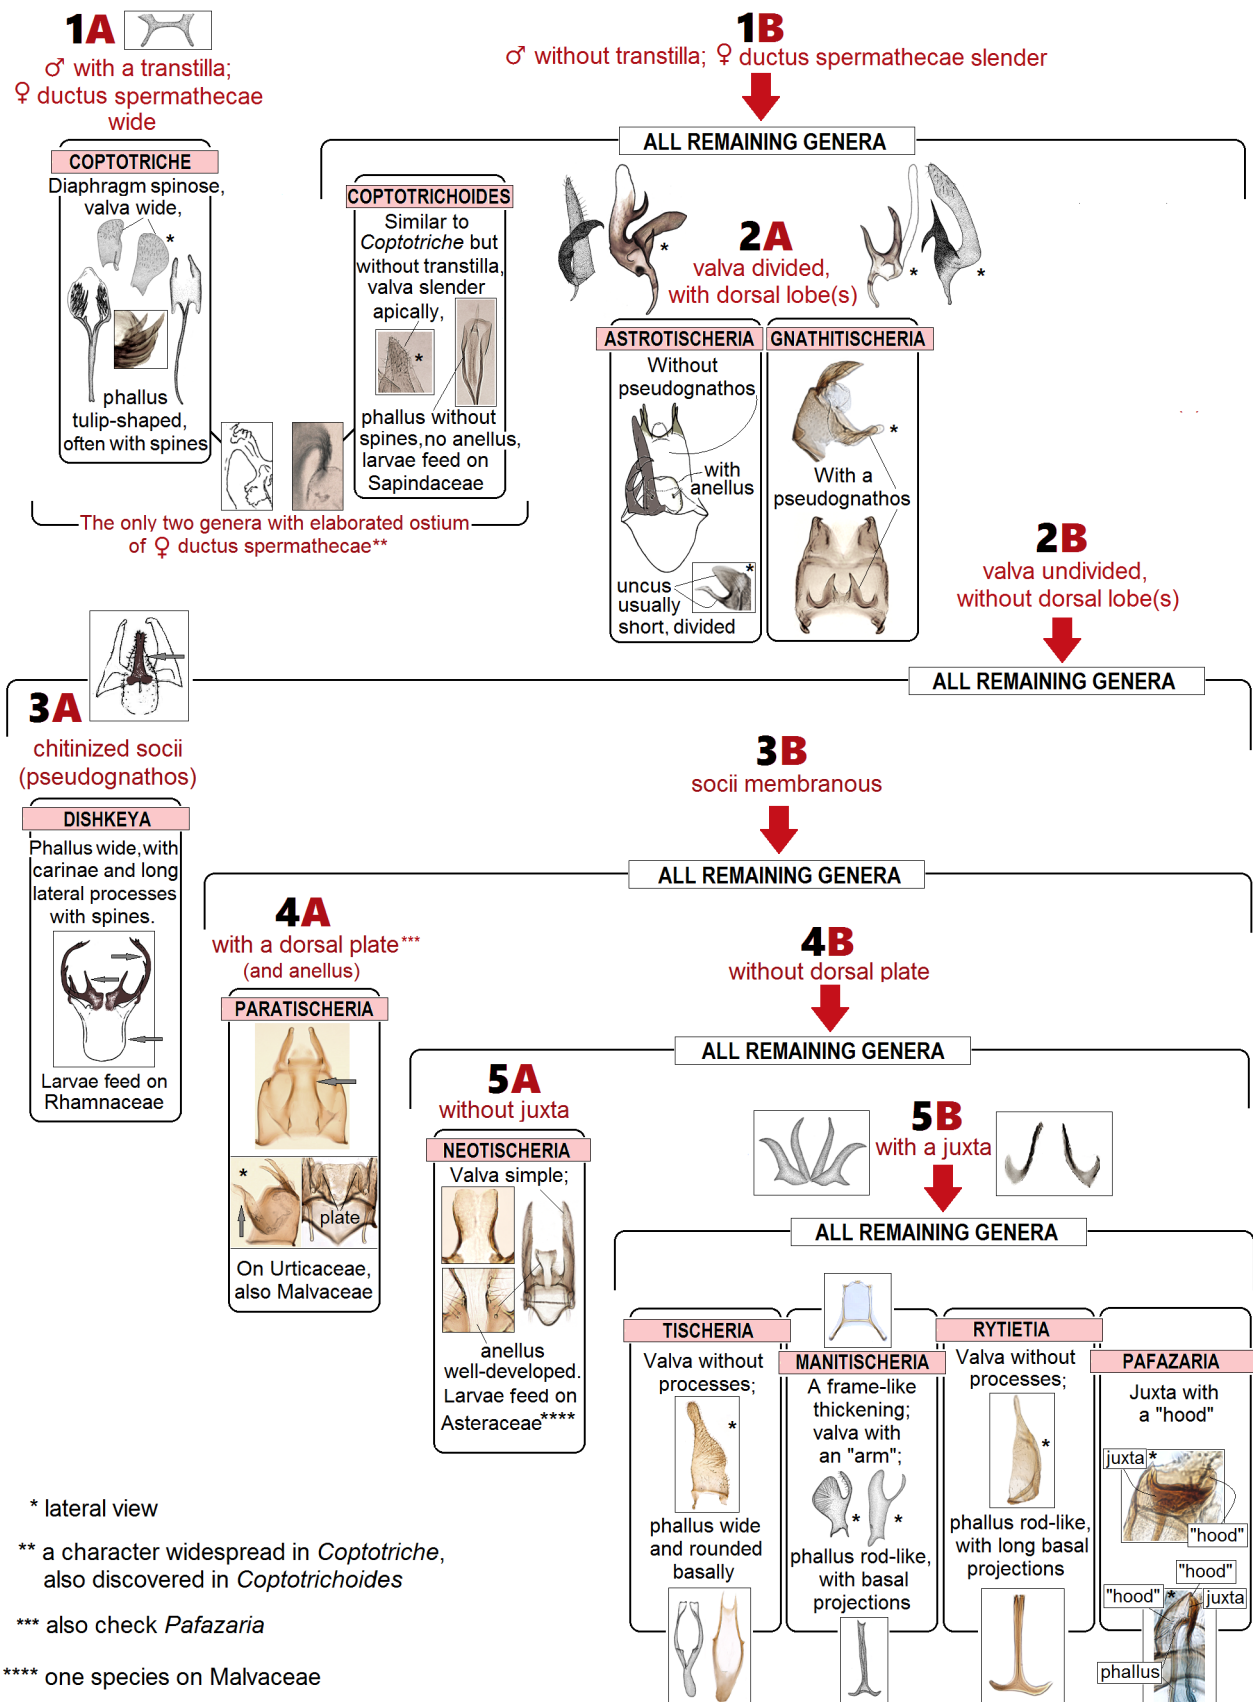 1A
♂ with a transtilla;
♀ ductus spermathecae
wide
COPTOTRICHE
Diaphragm spinose,
valva wide,
*
phallus
tulip-shaped,
often with spines
1B
♂ without transtilla; ♀ ductus spermathecae slender
ALL REMAINING GENERA
COPTOTRICHOIDES
Similar to
Coptotriche but
without transtilla,
valva slender
apically,
*
phallus without
spines, no anellus,
larvae feed on
Sapindaceae
The only two genera with elaborated ostium
of ♀ ductus spermathecae**
2A
valva divided,
with dorsal lobe(s)
*
*
*
ASTROTISCHERIA
Without
pseudognathos
with
anellus
*
uncus
usually
short, divided
GNATHITISCHERIA
*
With a
pseudognathos
2B
valva undivided,
without dorsal lobe(s)
ALL REMAINING GENERA
3A
chitinized socii
(pseudognathos)
DISHKEYA
Phallus wide, with
carinae and long
lateral processes
with spines.
Larvae feed on
Rhamnaceae
3B
socii membranous
ALL REMAINING GENERA
4A
with a dorsal plate***
(and anellus)
PARATISCHERIA
*
plate
On Urticaceae,
also Malvaceae
4B
without dorsal plate
ALL REMAINING GENERA
5A
without juxta
NEOTISCHERIA
Valva simple;
anellus
well-developed.
Larvae feed on
Asteraceae****
5B
with a juxta
ALL REMAINING GENERA
TISCHERIA
Valva without
processes;
*
phallus wide
and rounded
basally
MANITISCHERIA
A frame-like
thickening;
valva with
an "arm";
* *
phallus rod-like,
with basal
projections
RYTIETIA
Valva without
processes;
*
phallus rod-like,
with long basal
projections
PAFAZARIA
Juxta with
a "hood"
juxta *
"hood"
"hood"
"hood" * juxta
phallus
* lateral view
** a character widespread in Coptotriche,
also discovered in Coptotrichoides
*** also check Pafazaria
**** one species on Malvaceae